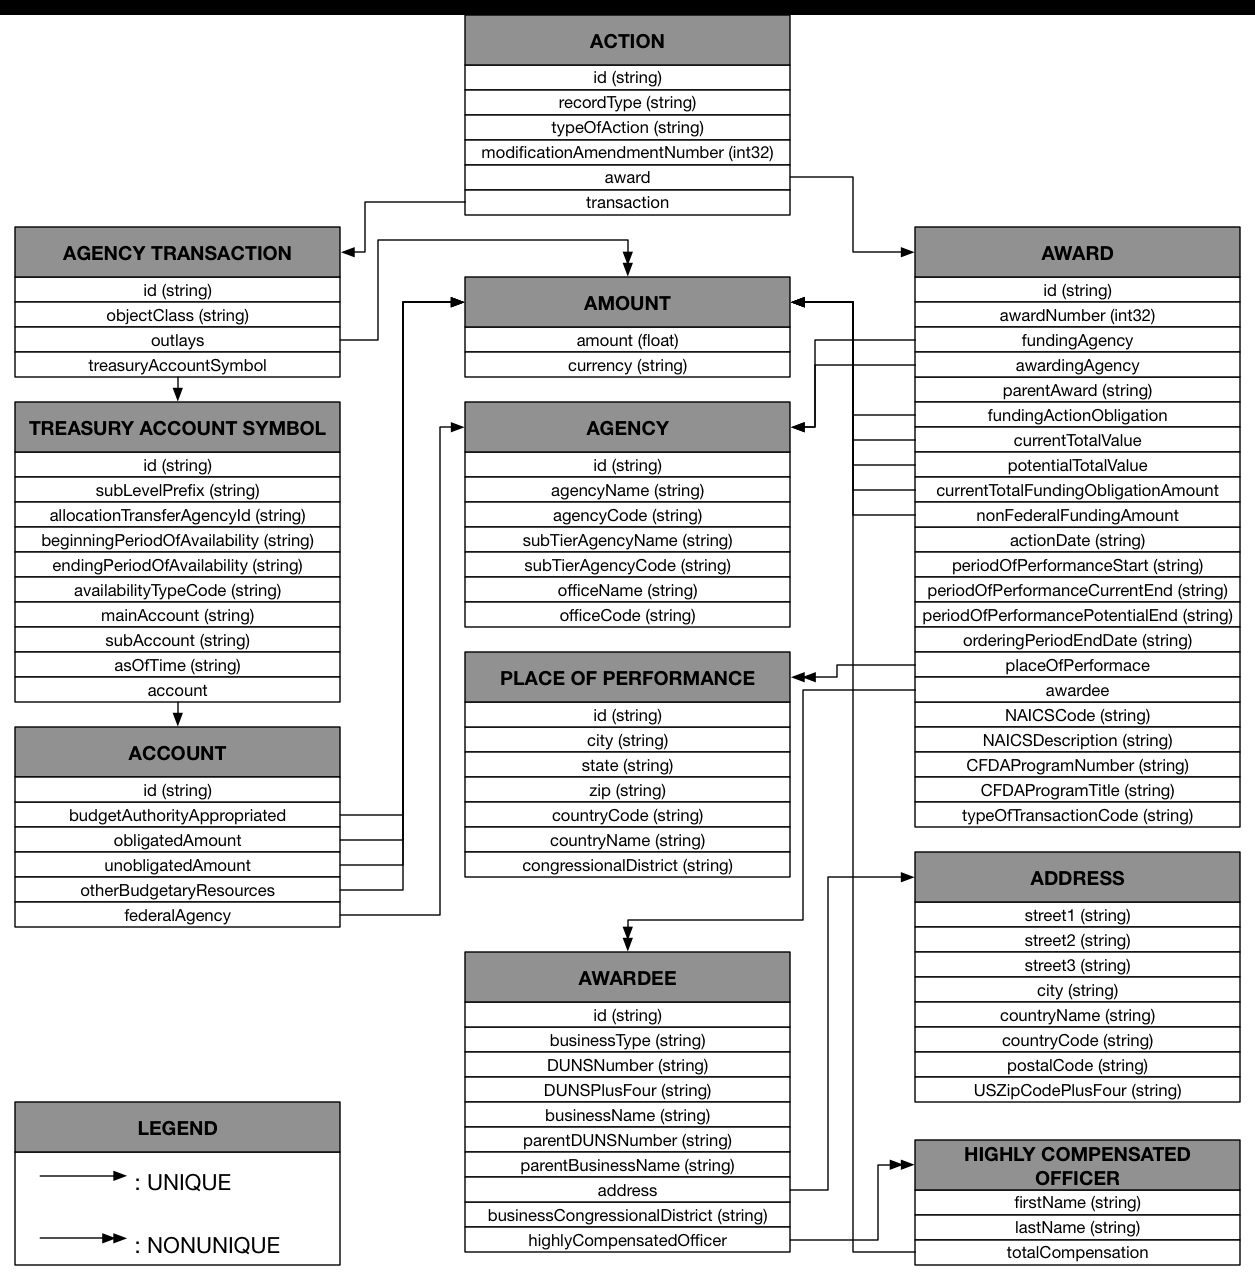 ACTION
id (string)
recordType (string)
typeOfAction (string)
modificationAmendmentNumber (int32)
award
transaction
AGENCY TRANSACTION
id (string)
objectClass (string)
outlays
treasuryAccountSymbol
TREASURY ACCOUNT SYMBOL
id (string)
subLevelPrefix (string)
allocationTransferAgencyId (string)
beginningPeriodOfAvailability (string)
endingPeriodOfAvailability (string)
availabilityTypeCode (string)
mainAccount (string)
subAccount (string)
asOfTime (string)
account
ACCOUNT
id (string)
budgetAuthorityAppropriated
obligatedAmount
unobligatedAmount
otherBudgetaryResources
federalAgency
LEGEND
: UNIQUE
: NONUNIQUE
AMOUNT
amount (float)
currency (string)
AGENCY
id (string)
agencyName (string)
agencyCode (string)
subTierAgencyName (string)
subTierAgencyCode (string)
officeName (string)
officeCode (string)
PLACE OF PERFORMANCE
id (string)
city (string)
state (string)
zip (string)
countryCode (string)
countryName (string)
congressionalDistrict (string)
AWARDEE
id (string)
businessType (string)
DUNSNumber (string)
DUNSPlusFour (string)
businessName (string)
parentDUNSNumber (string)
parentBusinessName (string)
address
businessCongressionalDistrict (string)
highlyCompensatedOfficer
AWARD
id (string)
awardNumber (int32)
fundingAgency
awardingAgency
parentAward (string)
fundingActionObligation
currentTotalValue
potentialTotalValue
currentTotalFundingObligationAmount
nonFederalFundingAmount
actionDate (string)
periodOfPerformanceStart (string)
periodOfPerformanceCurrentEnd (string)
periodOfPerformancePotentialEnd (string)
orderingPeriodEndDate (string)
placeOfPerformace
awardee
NAICSCode (string)
NAICSDescription (string)
CFDAProgramNumber (string)
CFDAProgramTitle (string)
typeOfTransactionCode (string)
ADDRESS
street1 (string)
street2 (string)
street3 (string)
city (string)
countryName (string)
countryCode (string)
postalCode (string)
USZipCodePlusFour (string)
HIGHLY COMPENSATED
OFFICER
firstName (string)
lastName (string)
totalCompensation